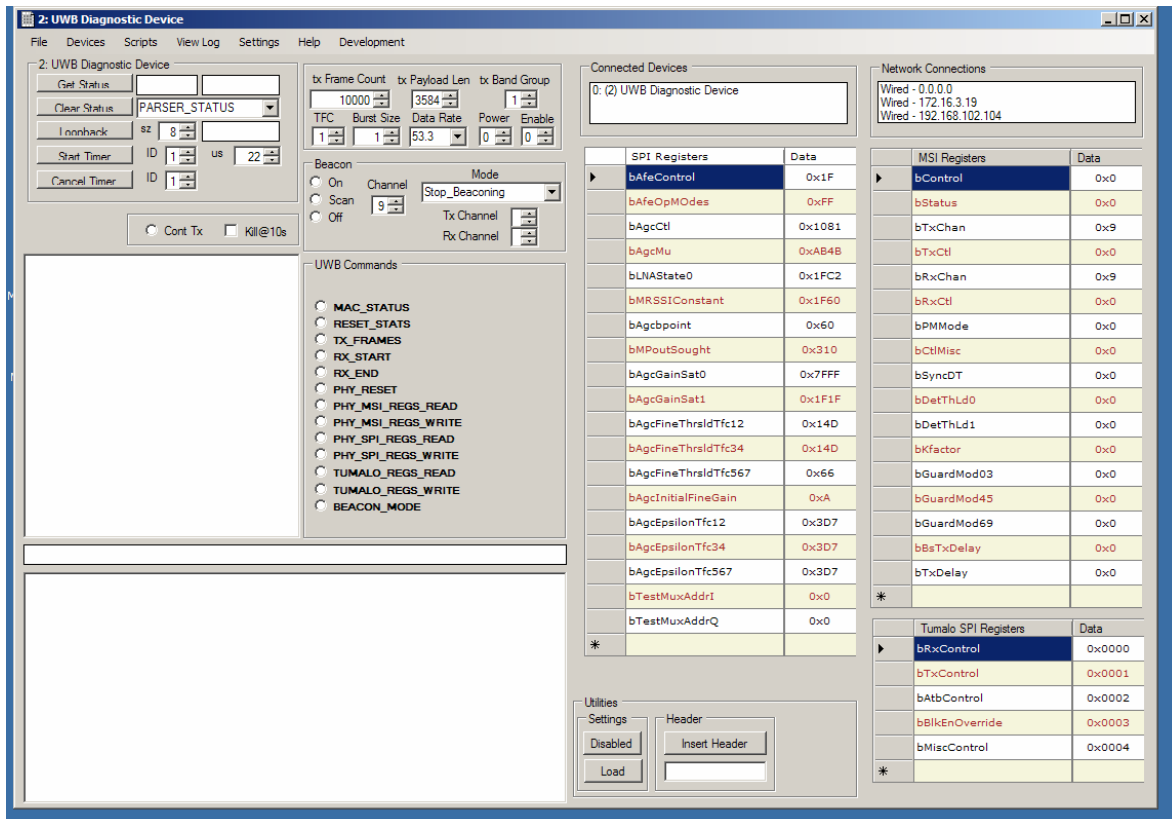 2: UWB Diagnostic Device
File Devices Scripts View Log Settings Help Development
2: UWB Diagnostic Device
Get Status
Clear Status PARSER_STATUS
Loopback sz 8
Start Timer ID 1 us 22
Cancel Timer ID 1
Cont Tx Kill@10s
tx Frame Count tx Payload Len tx Band Group
10000 3584 1
TFC Burst Size Data Rate Power Enable
1 1 53.3 0 0
Beacon
On
Scan
Off
Channel
9
Mode
Stop_Beaconing
Tx Channel
Rx Channel
UWB Commands
MAC_STATUS
RESET_STATS
TX_FRAMES
RX_START
RX_END
PHY_RESET
PHY_MSI_REGS_READ
PHY_MSI_REGS_WRITE
PHY_SPI_REGS_READ
PHY_SPI_REGS_WRITE
TUMALO_REGS_READ
TUMALO_REGS_WRITE
BEACON_MODE
Connected Devices
0: (2) UWB Diagnostic Device
SPI Registers Data
bAfeControl 0x1F
bAfeOpMOdes 0xFF
bAgcCtl 0x1081
bAgcMu 0xAB4B
bLNAState0 0x1FC2
bMRSSIConstant 0x1F60
bAgcbpoint 0x60
bMPoutSought 0x310
bAgcGainSat0 0x7FFF
bAgcGainSat1 0x1F1F
bAgcFineThrsldTfc12 0x14D
bAgcFineThrsldTfc34 0x14D
bAgcFineThrsldTfc567 0x66
bAgcInitialFineGain 0xA
bAgcEpsilonTfc12 0x3D7
bAgcEpsilonTfc34 0x3D7
bAgcEpsilonTfc567 0x3D7
bTestMuxAddrI 0x0
bTestMuxAddrQ 0x0
Utilities
Settings
Disabled
Load
Header
Insert Header
Network Connections
Wired - 0.0.0.0
Wired - 172.16.3.19
Wired - 192.168.102.104
MSI Registers Data
bControl 0x0
bStatus 0x0
bTxChan 0x9
bTxCtl 0x0
bRxChan 0x9
bRxCtl 0x0
bPMMode 0x0
bCtlMisc 0x0
bSyncDT 0x0
bDetThLd0 0x0
bDetThLd1 0x0
bKfactor 0x0
bGuardMod03 0x0
bGuardMod45 0x0
bGuardMod69 0x0
bBsTxDelay 0x0
bTxDelay 0x0
Tumalo SPI Registers Data
bRxControl 0x0000
bTxControl 0x0001
bAtbControl 0x0002
bBlkEnOverride 0x0003
bMiscControl 0x0004